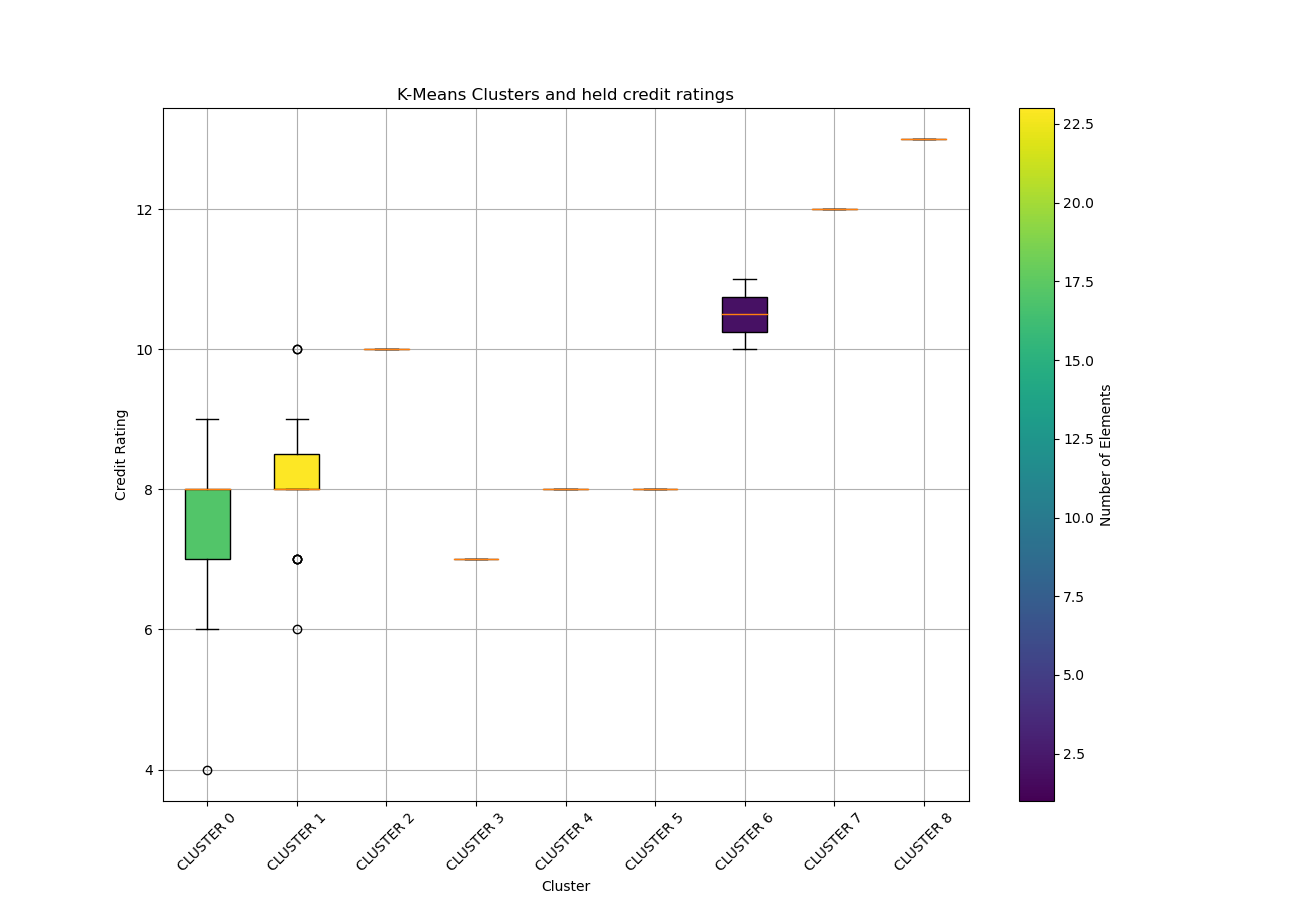 K-Means Clusters and held credit ratings
Credit Rating
12
10
8
6
4
CLUSTER 0
CLUSTER 1
CLUSTER 2
CLUSTER 3
CLUSTER 4
CLUSTER 5
CLUSTER 6
CLUSTER 7
CLUSTER 8
Cluster
22.5
20.0
17.5
15.0
12.5
10.0
7.5
5.0
2.5
Number of Elements